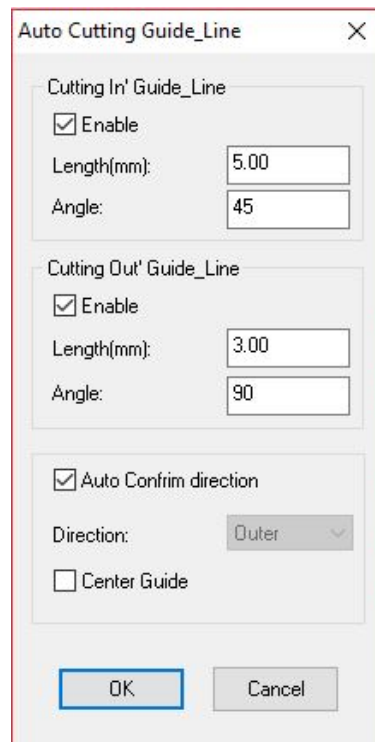 Auto Cutting Guide_Line
Cutting In' Guide_Line
Enable
Length(mm): 5.00
Angle: 45
Cutting Out' Guide_Line
Enable
Length(mm): 3.00
Angle: 90
Auto Confrim direction
Direction: Outer
Center Guide
OK Cancel